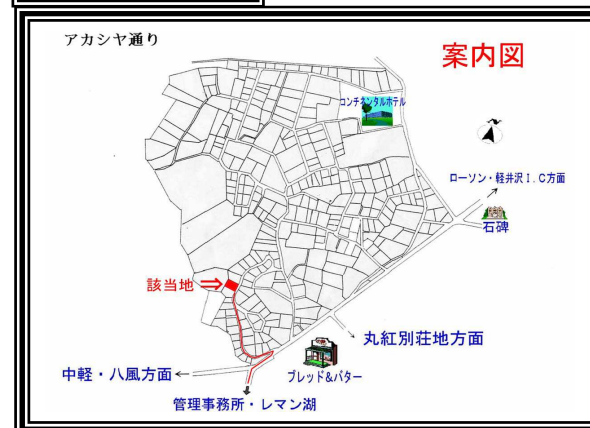 アカシヤ通り
案内図
コンチネンタルホテル
ローソン・軽井沢I.C方面
石碑
該当地⇒
丸紅別荘地方面
中軽・八風方面←
ブレッド&バター
管理事務所・レマン湖